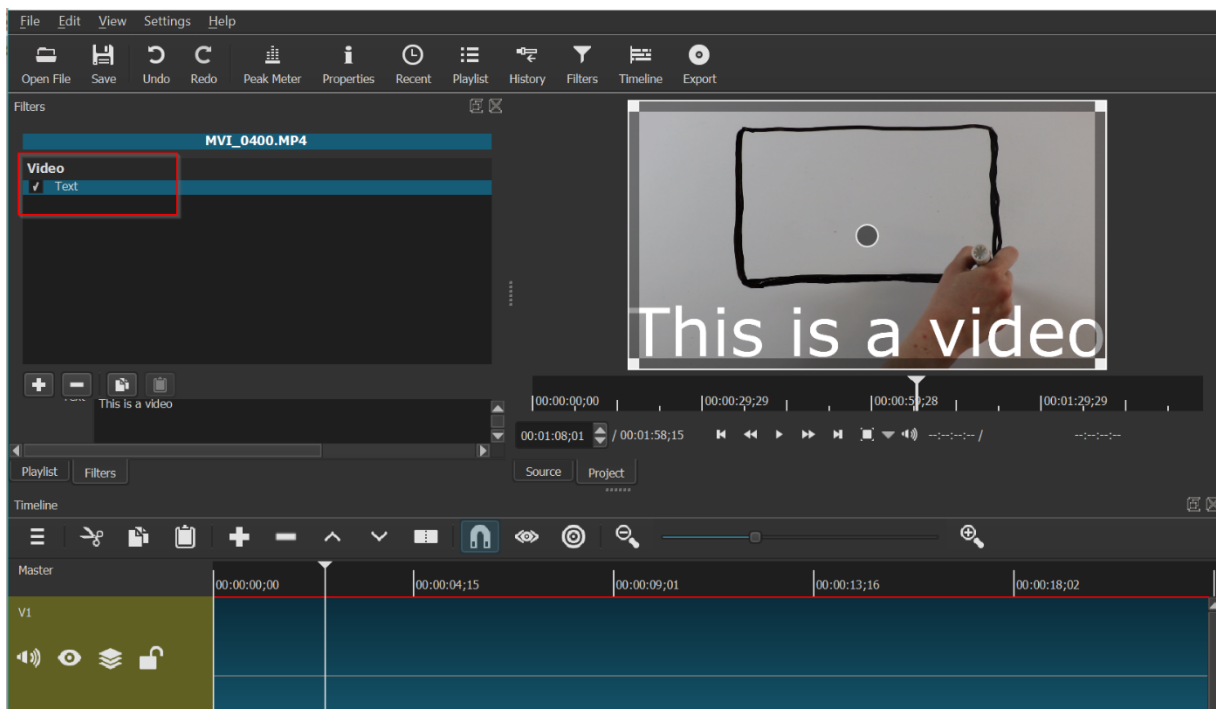 File Edit View Settings Help
Open File Save Undo Redo Peak Meter Properties Recent Playlist History Filters Timeline Export
Filters
MVI_0400.MP4
Video
Text
This is a video
This is a video
00:00:00;00 00:00:29;29 00:00:59;28 00:01:29;29
00:01:08;01 / 00:01:58;15 --:--:--:-- / --:--:--:--
Playlist Filters
Source Project
Timeline
Master
00:00:00;00 00:00:04;15 00:00:09;01 00:00:13;16 00:00:18;02
V1